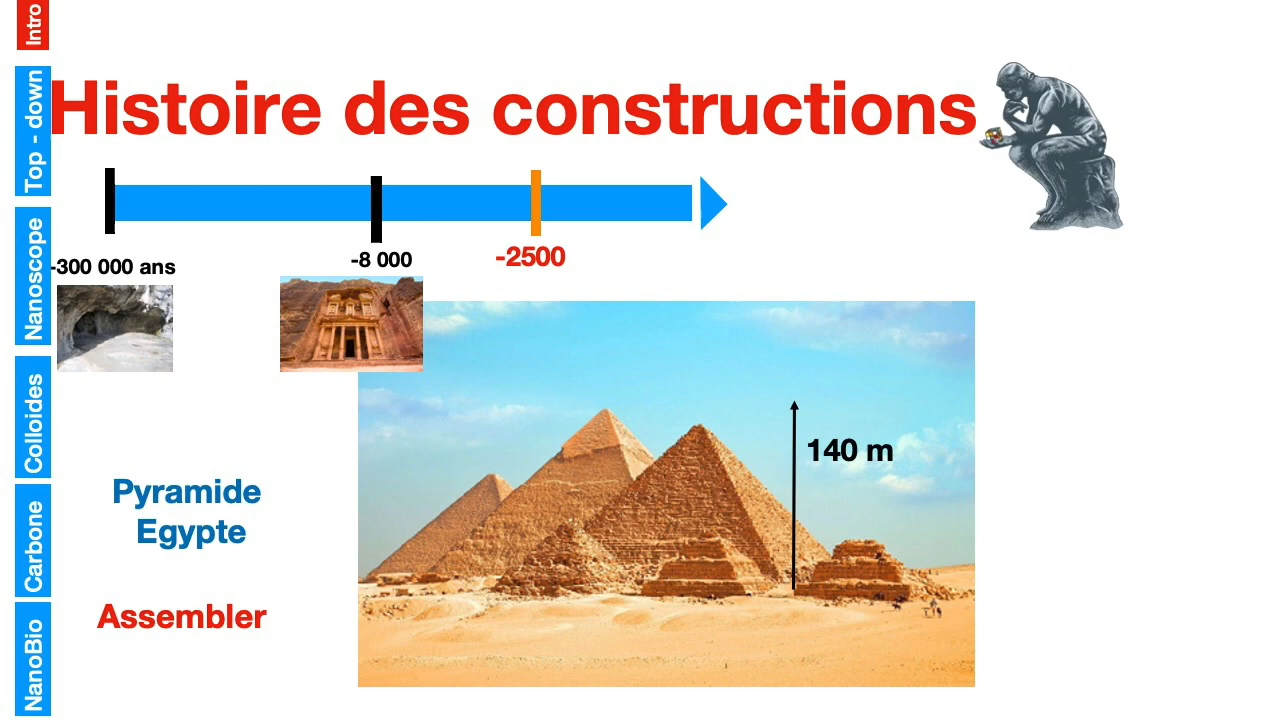 Intro
Top - down
Nanoscope
Colloides
Carbone
NanoBio
Histoire des constructions
-300 000 ans
-8 000
-2500
140 m
Pyramide
Egypte
Assembler